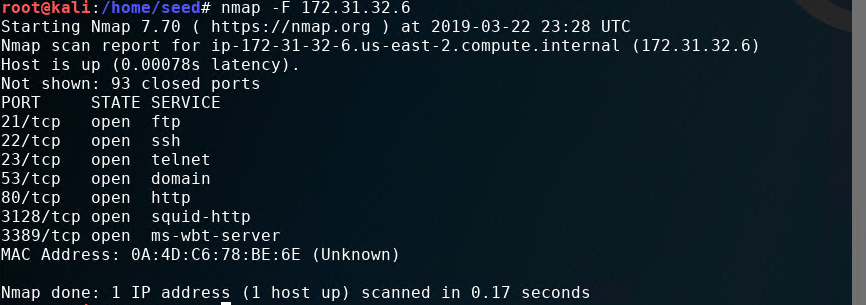 root@kali:/home/seed# nmap -F 172.31.32.6
Starting Nmap 7.70 ( https://nmap.org ) at 2019-03-22 23:28 UTC
Nmap scan report for ip-172-31-32-6.us-east-2.compute.internal (172.31.32.6)
Host is up (0.00078s latency).
Not shown: 93 closed ports
PORT     STATE SERVICE
21/tcp   open  ftp
22/tcp   open  ssh
23/tcp   open  telnet
53/tcp   open  domain
80/tcp   open  http
3128/tcp open  squid-http
3389/tcp open  ms-wbt-server
MAC Address: 0A:4D:C6:78:BE:6E (Unknown)

Nmap done: 1 IP address (1 host up) scanned in 0.17 seconds